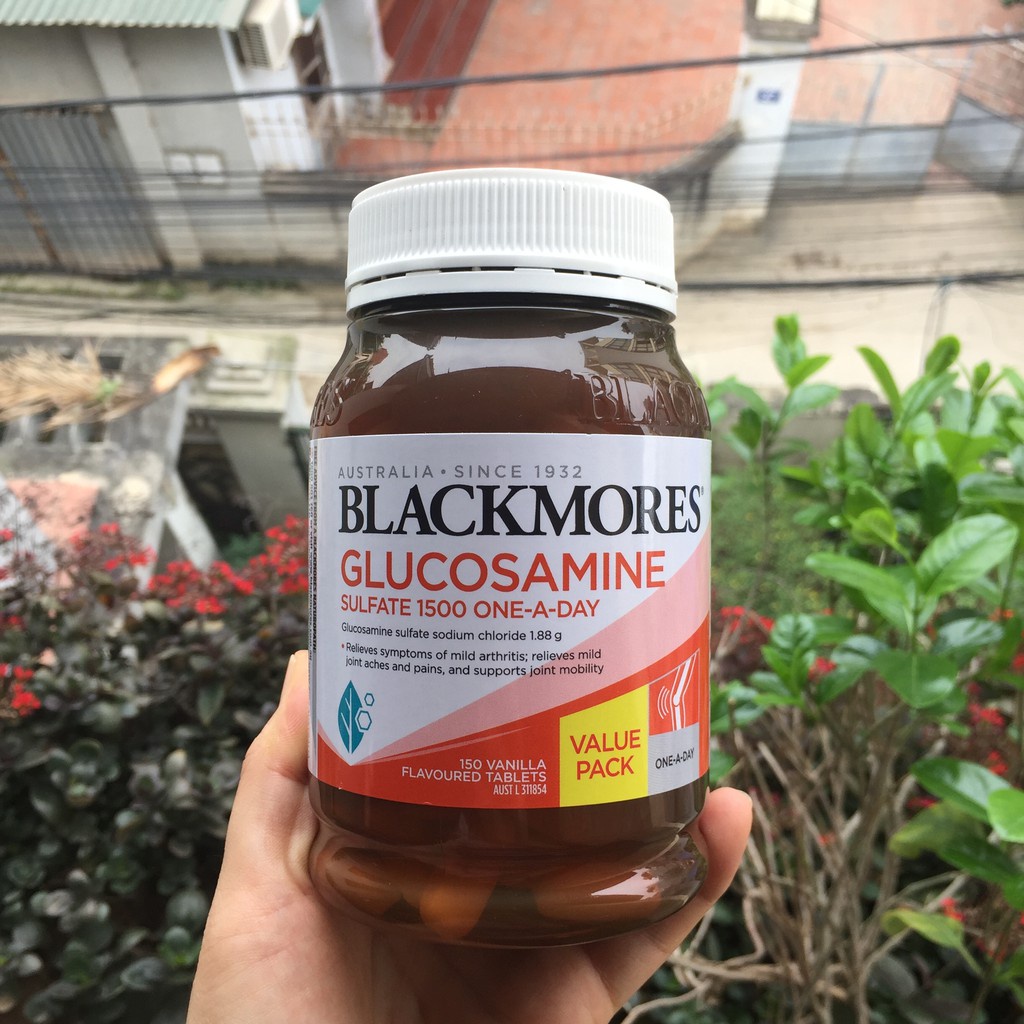 AUSTRALIA • SINCE 1932
BLACKMORES®
GLUCOSAMINE
SULFATE 1500 ONE-A-DAY
Glucosamine sulfate sodium chloride 1.88 g
• Relieves symptoms of mild arthritis; relieves mild
joint aches and pains, and supports joint mobility
150 VANILLA
FLAVOURED TABLETS
AUST L 311854
VALUE
PACK
ONE-A-DAY